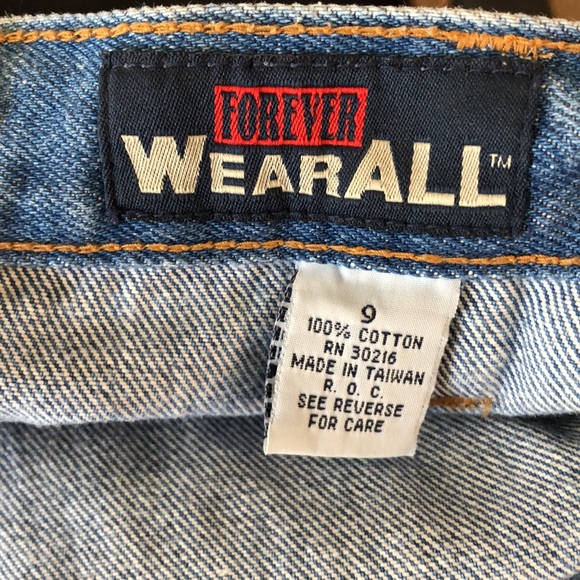 FOREVER
WEARALL™
9
100% COTTON
RN 30216
MADE IN TAIWAN
R. O. C.
SEE REVERSE
FOR CARE